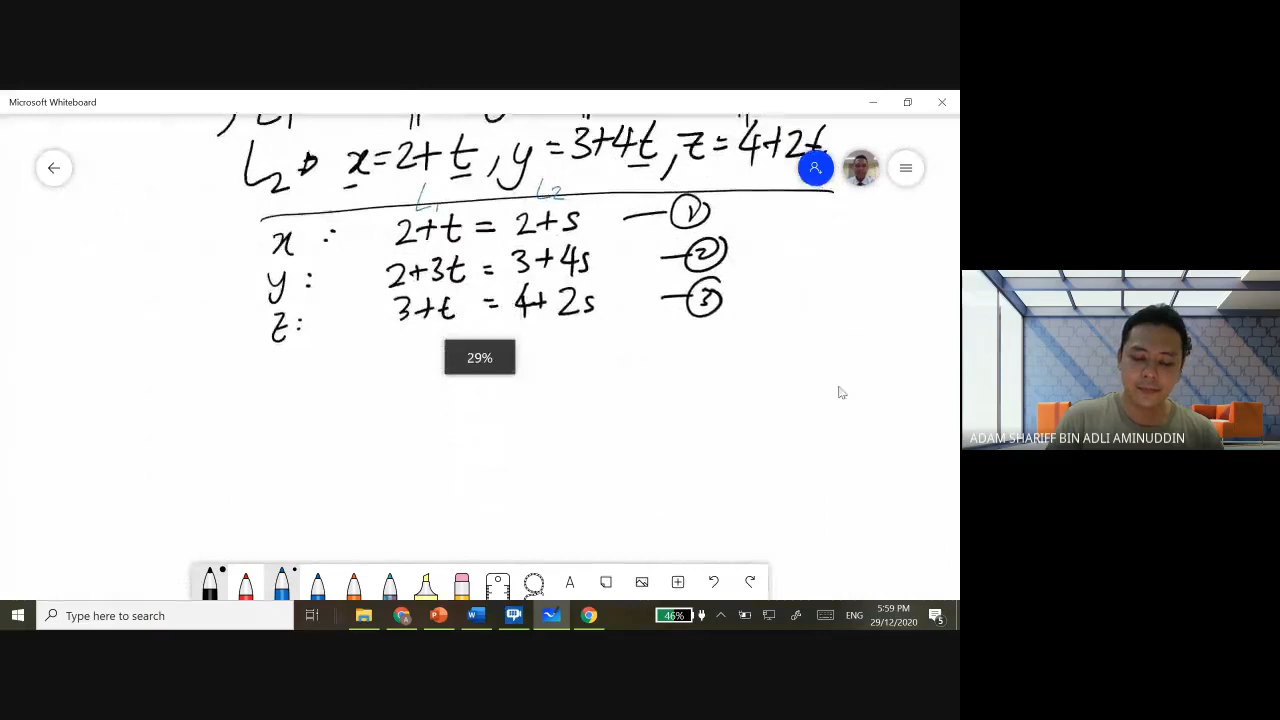 Microsoft Whiteboard
L₂ → x=2+t, y=3+4t, z=4+2t
L₁ L₂
x : 2+t = 2+s — ①
y : 2+3t = 3+4s — ②
z : 3+t = 4+2s — ③
29%
ADAM SHARIFF BIN ADLI AMINUDDIN
A
Type here to search
46%
ENG
5:59 PM
29/12/2020
5